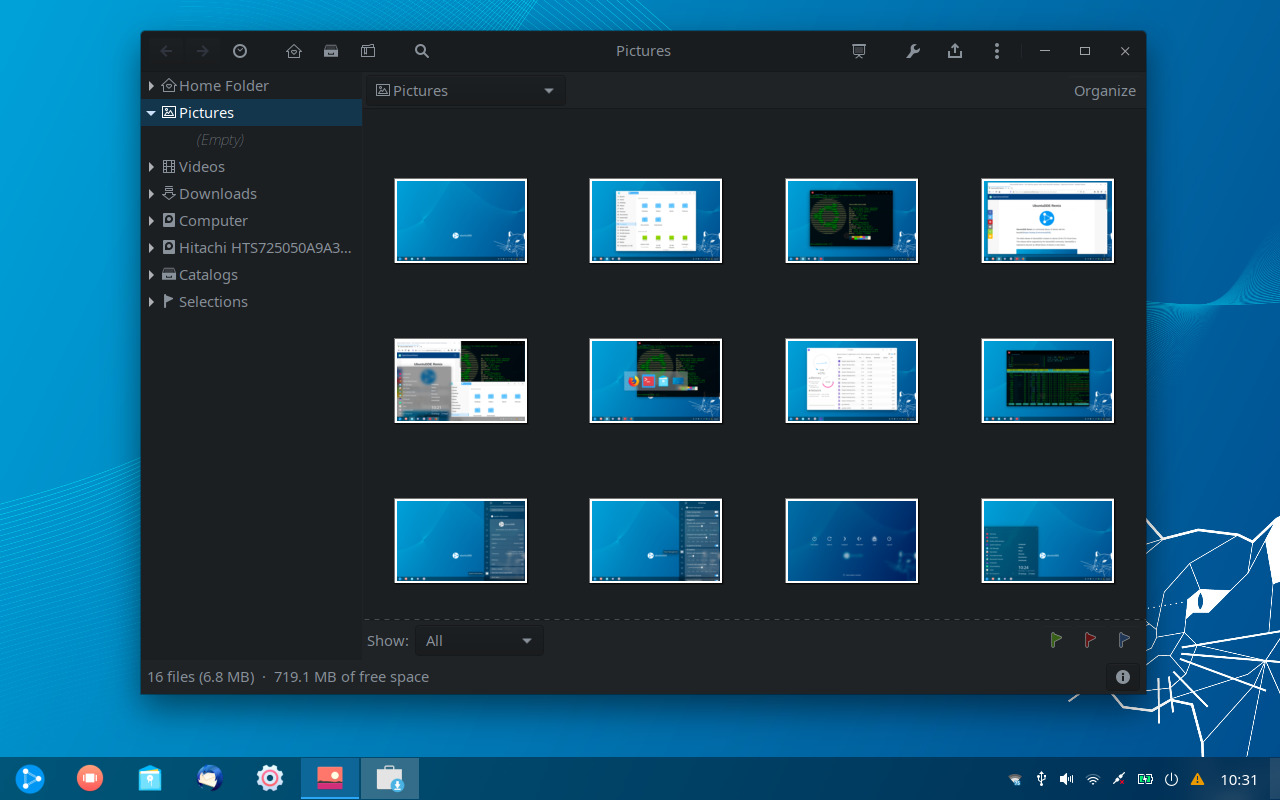 Pictures
Home Folder
Pictures
(Empty)
Videos
Downloads
Computer
Hitachi HTS725050A9A3...
Catalogs
Selections
Pictures
Organize
Show: All
16 files (6.8 MB) · 719.1 MB of free space
10:31